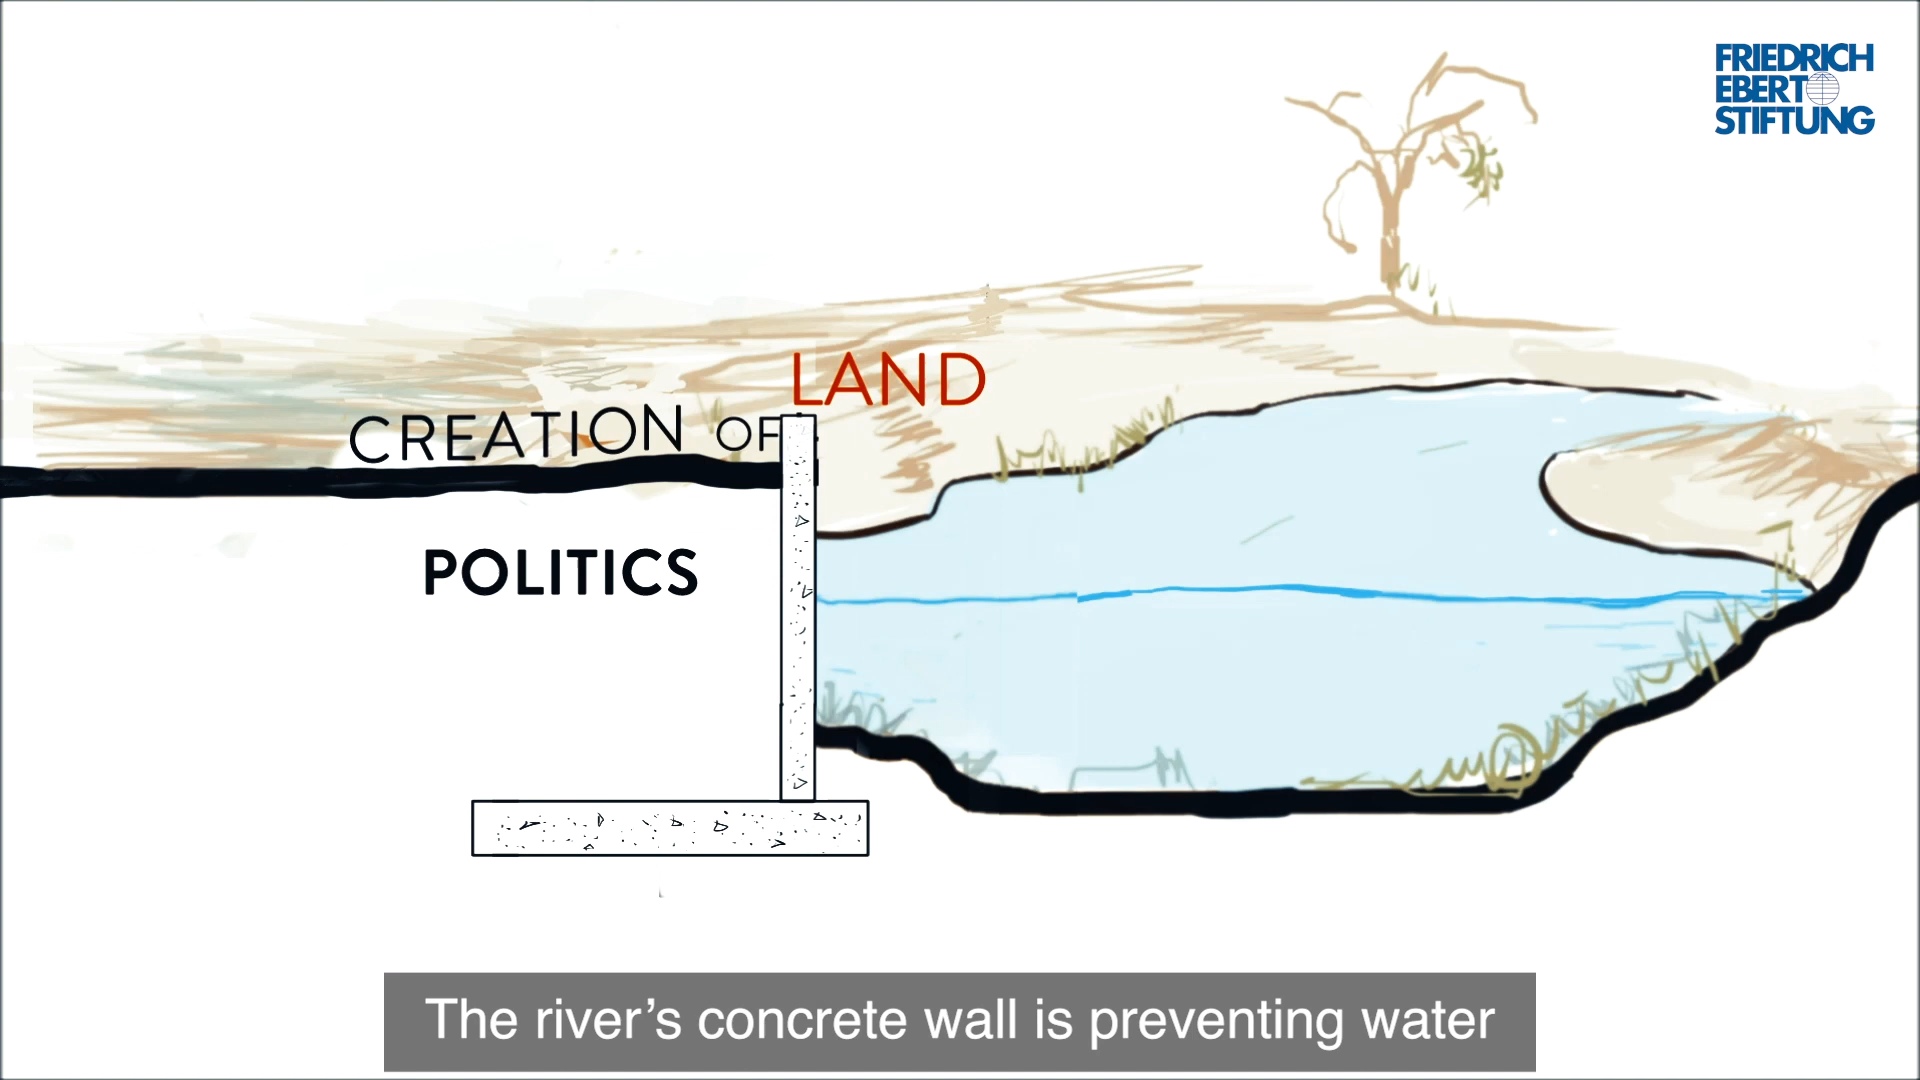 FRIEDRICH
EBERT
STIFTUNG
LAND
CREATION OF
POLITICS
The river’s concrete wall is preventing water